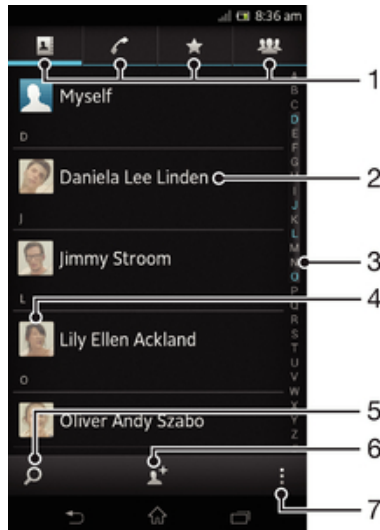 8:36 am
1
Myself
D
Daniela Lee Linden
2
J
Jimmy Stroom
3
L
4
Lily Ellen Ackland
O
Oliver Andy Szabo
5
6
7
A
B
C
D
E
F
G
H
I
J
K
L
M
N
O
P
Q
R
S
T
U
V
W
X
Y
Z